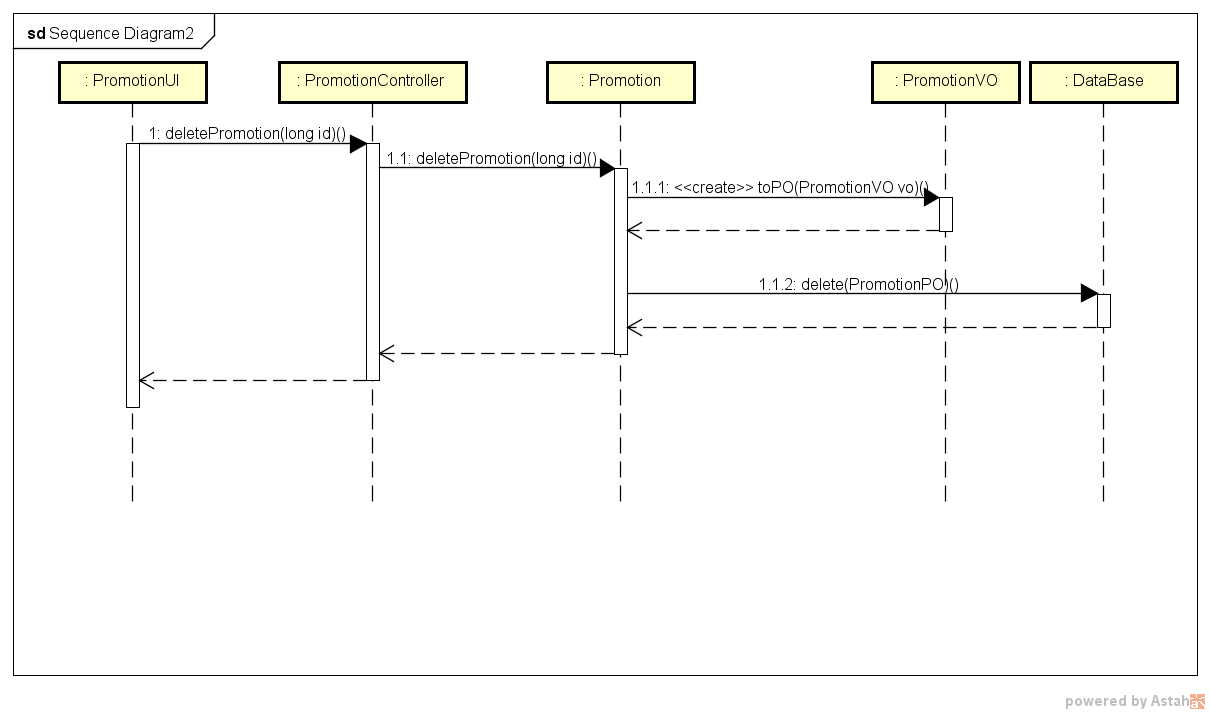 sd Sequence Diagram2
: PromotionUI
: PromotionController
: Promotion
: PromotionVO
: DataBase
1: deletePromotion(long id)()
1.1: deletePromotion(long id)()
1.1.1: <<create>> toPO(PromotionVO vo)()
1.1.2: delete(PromotionPO)()
powered by Astah